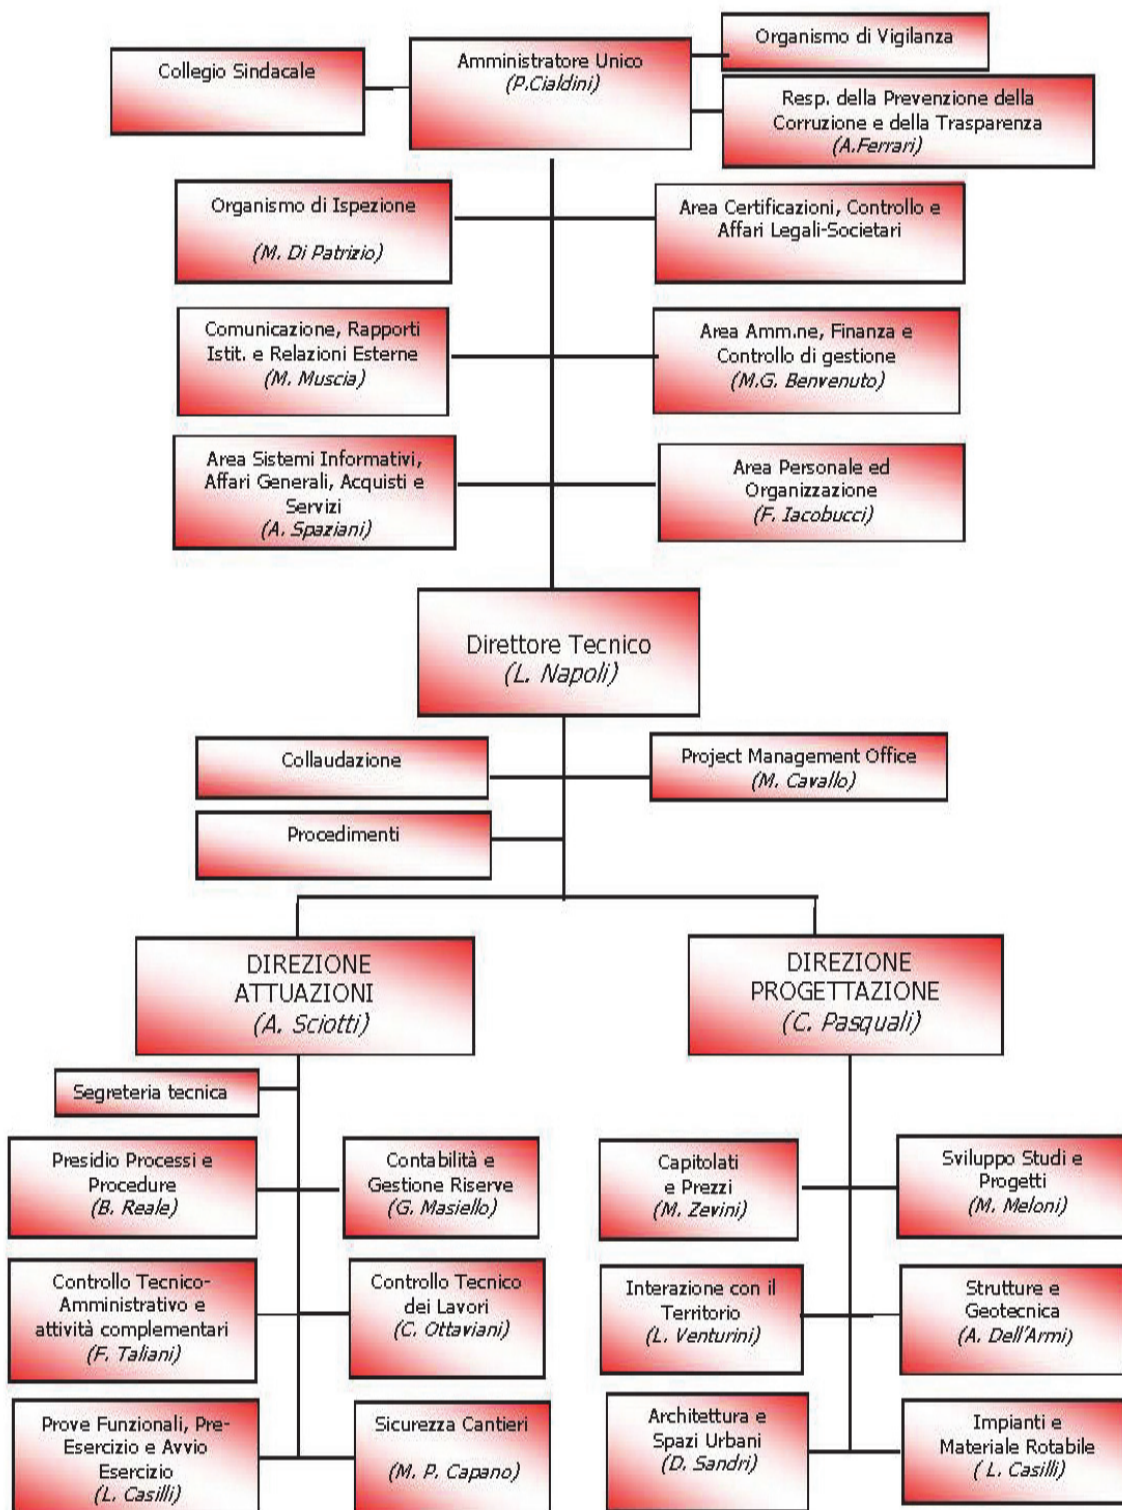 Collegio Sindacale
Amministratore Unico
(P.Cialdini)
Organismo di Vigilanza
Resp. della Prevenzione della
Corruzione e della Trasparenza
(A.Ferrari)
Organismo di Ispezione
(M. Di Patrizio)
Area Certificazioni, Controllo e
Affari Legali-Societari
Comunicazione, Rapporti
Istit. e Relazioni Esterne
(M. Muscia)
Area Amm.ne, Finanza e
Controllo di gestione
(M.G. Benvenuto)
Area Sistemi Informativi,
Affari Generali, Acquisti e
Servizi
(A. Spaziani)
Area Personale ed
Organizzazione
(F. Iacobucci)
Direttore Tecnico
(L. Napoli)
Collaudazione
Project Management Office
(M. Cavallo)
Procedimenti
DIREZIONE
ATTUAZIONI
(A. Sciotti)
DIREZIONE
PROGETTAZIONE
(C. Pasquali)
Segreteria tecnica
Presidio Processi e
Procedure
(B. Reale)
Contabilità e
Gestione Riserve
(G. Masiello)
Capitolati
e Prezzi
(M. Zevini)
Sviluppo Studi e
Progetti
(M. Meloni)
Controllo Tecnico-
Amministrativo e
attività complementari
(F. Taliani)
Controllo Tecnico
dei Lavori
(C. Ottaviani)
Interazione con il
Territorio
(L. Venturini)
Strutture e
Geotecnica
(A. Dell'Armi)
Prove Funzionali, Pre-
Esercizio e Avvio
Esercizio
(L. Casilli)
Sicurezza Cantieri
(M. P. Capano)
Architettura e
Spazi Urbani
(D. Sandri)
Impianti e
Materiale Rotabile
( L. Casilli)